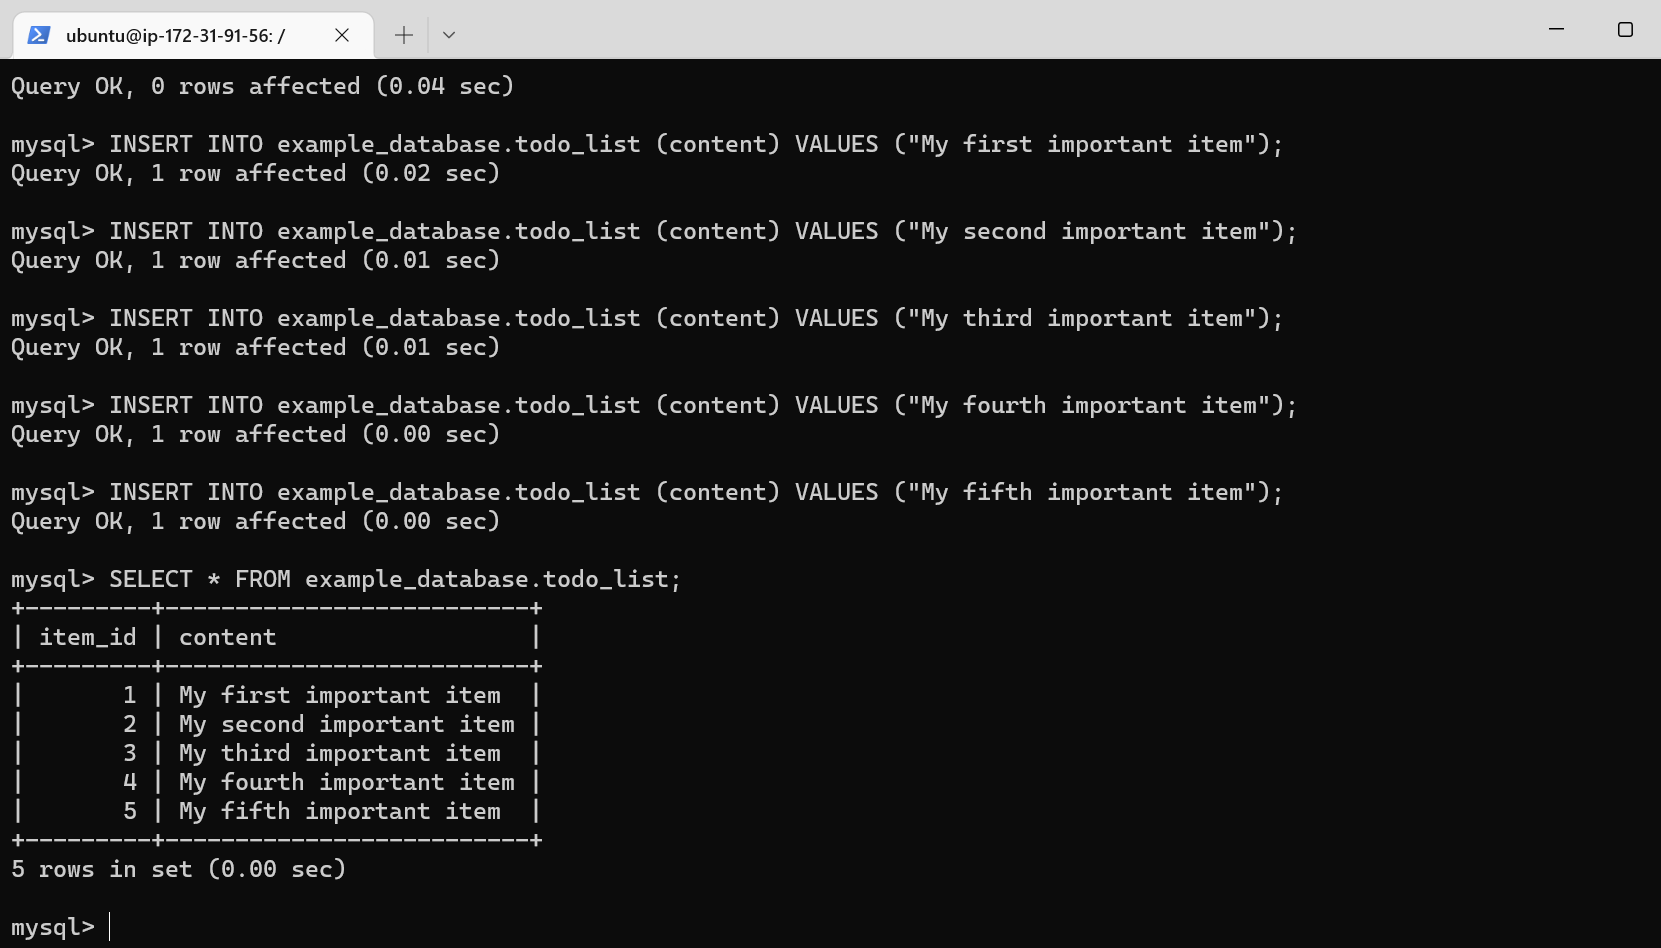 ubuntu@ip-172-31-91-56: /
Query OK, 0 rows affected (0.04 sec)
mysql> INSERT INTO example_database.todo_list (content) VALUES ("My first important item");
Query OK, 1 row affected (0.02 sec)
mysql> INSERT INTO example_database.todo_list (content) VALUES ("My second important item");
Query OK, 1 row affected (0.01 sec)
mysql> INSERT INTO example_database.todo_list (content) VALUES ("My third important item");
Query OK, 1 row affected (0.01 sec)
mysql> INSERT INTO example_database.todo_list (content) VALUES ("My fourth important item");
Query OK, 1 row affected (0.00 sec)
mysql> INSERT INTO example_database.todo_list (content) VALUES ("My fifth important item");
Query OK, 1 row affected (0.00 sec)
mysql> SELECT * FROM example_database.todo_list;
+---------+--------------------------+
| item_id | content                  |
+---------+--------------------------+
|       1 | My first important item  |
|       2 | My second important item |
|       3 | My third important item  |
|       4 | My fourth important item |
|       5 | My fifth important item  |
+---------+--------------------------+
5 rows in set (0.00 sec)
mysql>